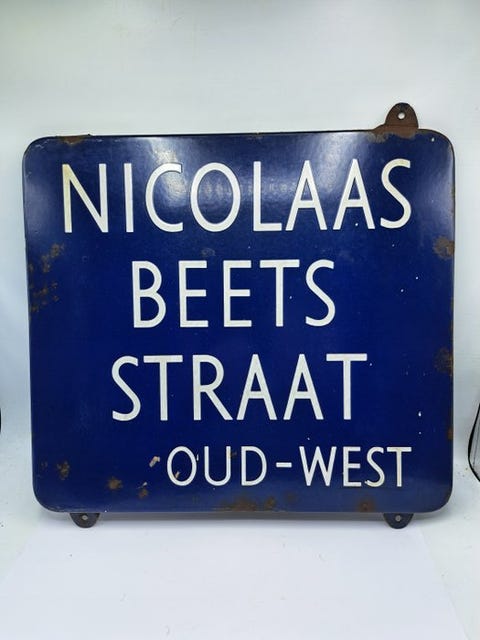 NICOLAAS
BEETS
STRAAT
OUD-WEST